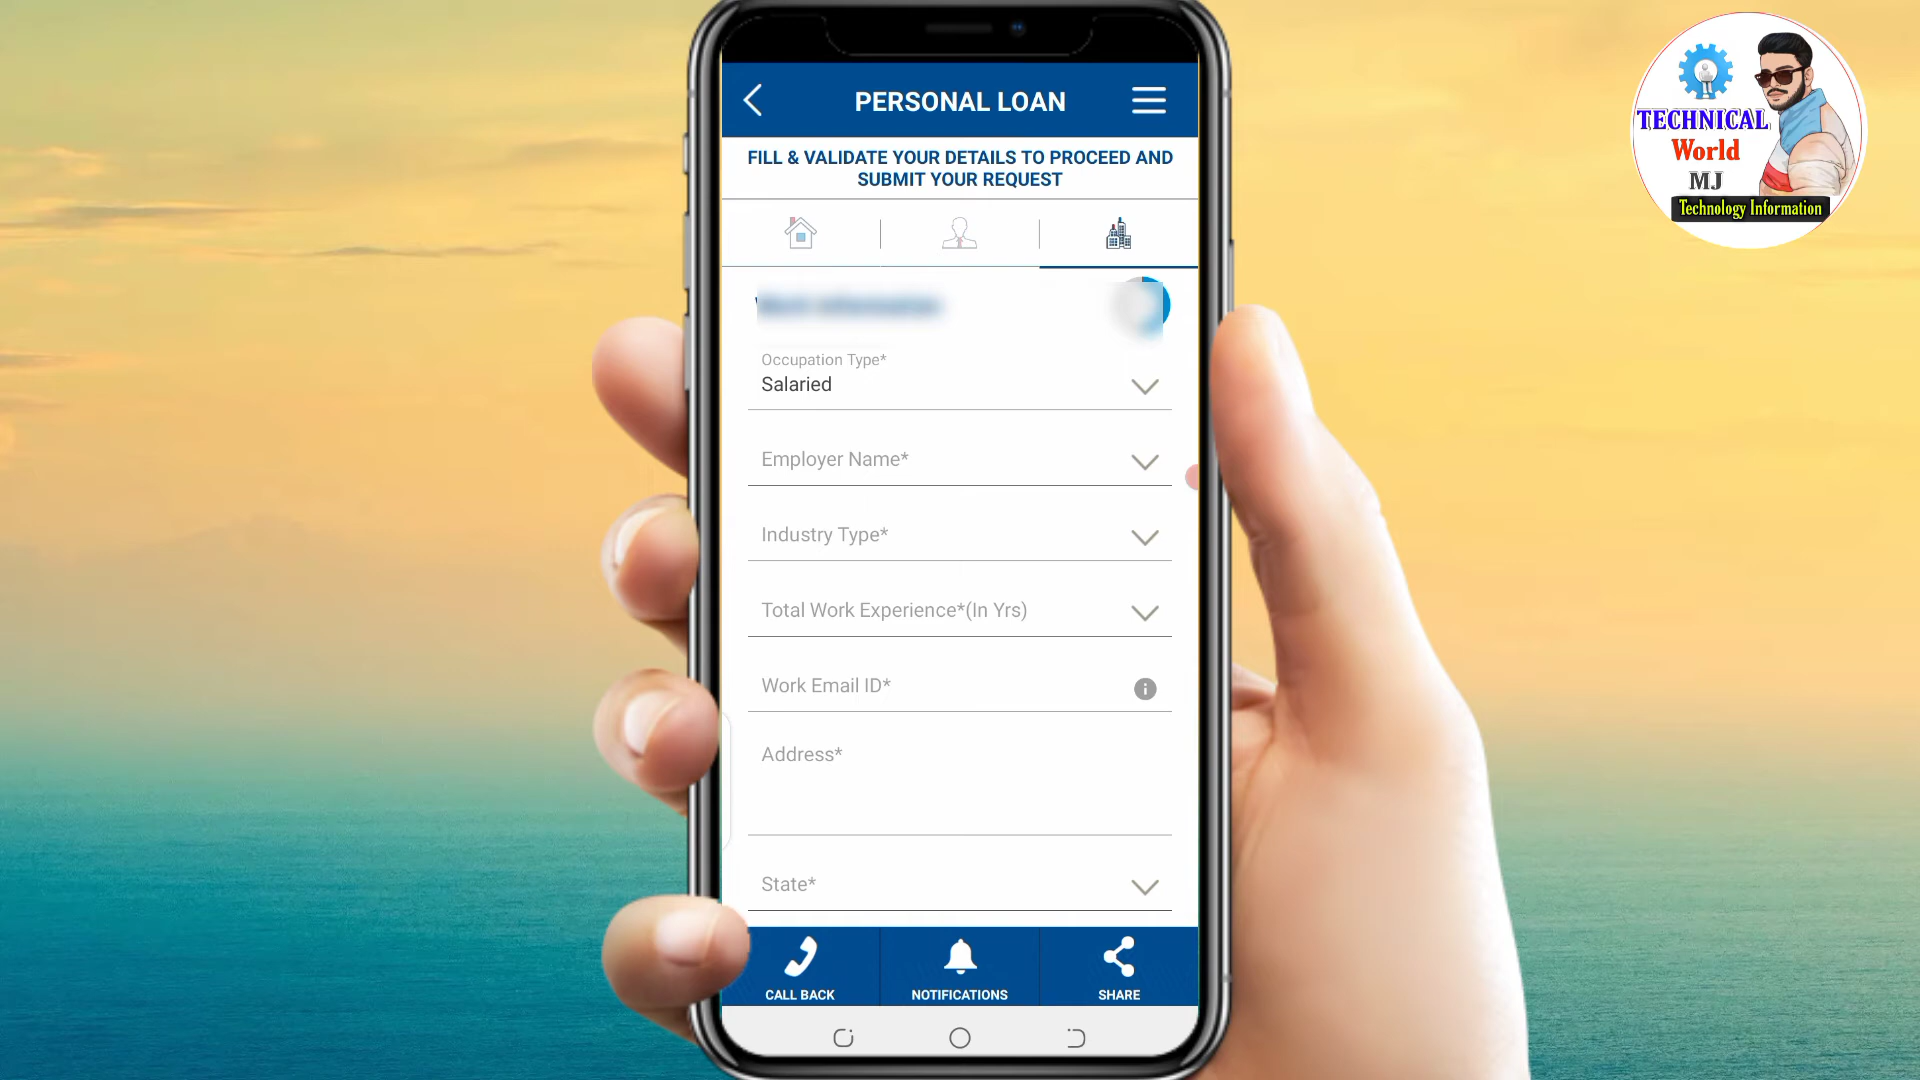 PERSONAL LOAN
FILL & VALIDATE YOUR DETAILS TO PROCEED AND
SUBMIT YOUR REQUEST
Occupation Type*
Salaried
Employer Name*
Industry Type*
Total Work Experience*(In Yrs)
Work Email ID*
Address*
State*
CALL BACK
NOTIFICATIONS
SHARE
TECHNICAL
World
MJ
Technology Information